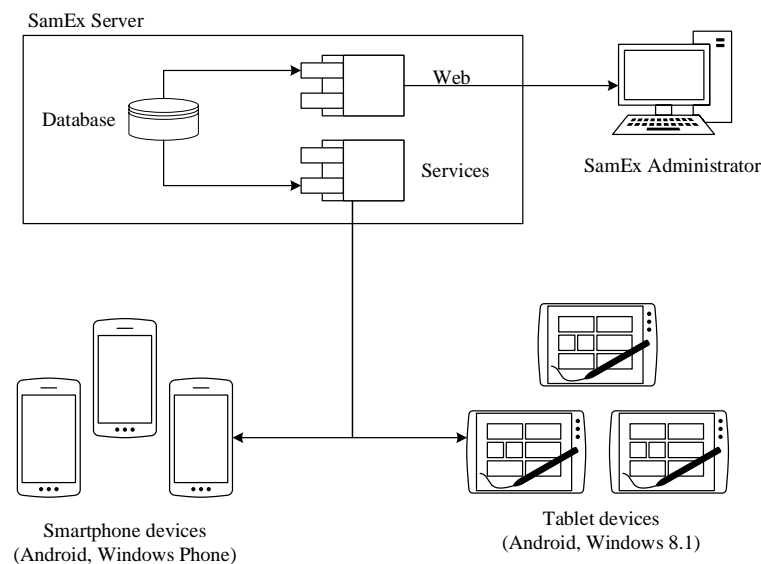 SamEx Server
Web
Database
SamEx Administrator
Services
Smartphone devices
(Android, Windows Phone)
Tablet devices
(Android, Windows 8.1)